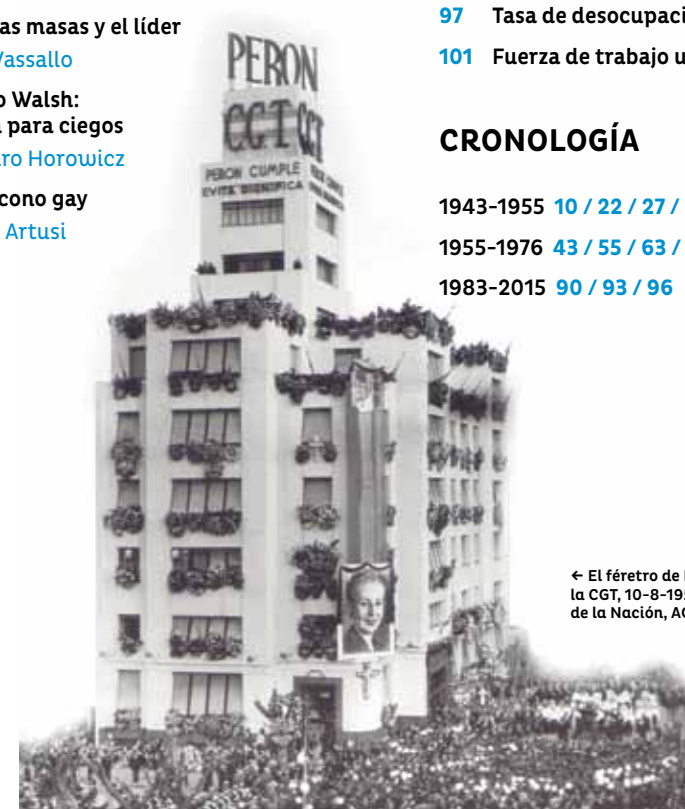 as masas y el líder
Vassallo
o Walsh:
para ciegos
ro Horowicz
cono gay
Artusi
97 Tasa de desocupaci
101 Fuerza de trabajo u
CRONOLOGÍA
1943-1955 10 / 22 / 27 /
1955-1976 43 / 55 / 63 /
1983-2015 90 / 93 / 96
PERON
CGT CGT
PERON CUMPLE
EVITA DIGNIFICA
← El féretro de
la CGT, 10-8-19
de la Nación, A